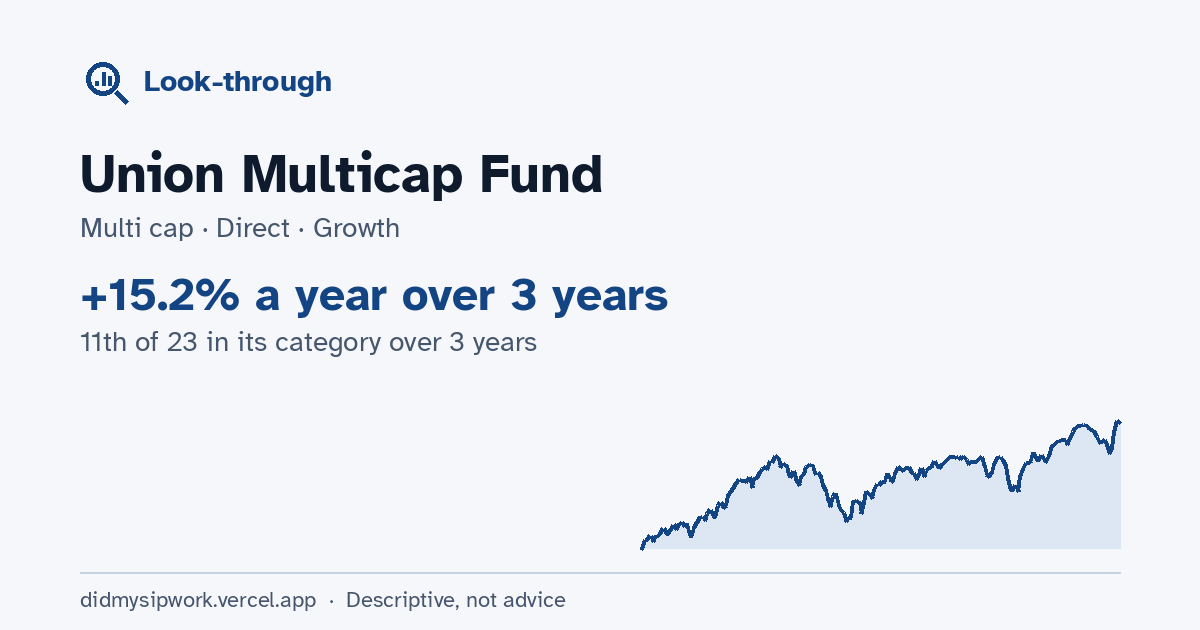 Look-through
Union Multicap Fund
Multi cap · Direct · Growth
+15.2% a year over 3 years
11th of 23 in its category over 3 years
didmysipwork.vercel.app · Descriptive, not advice